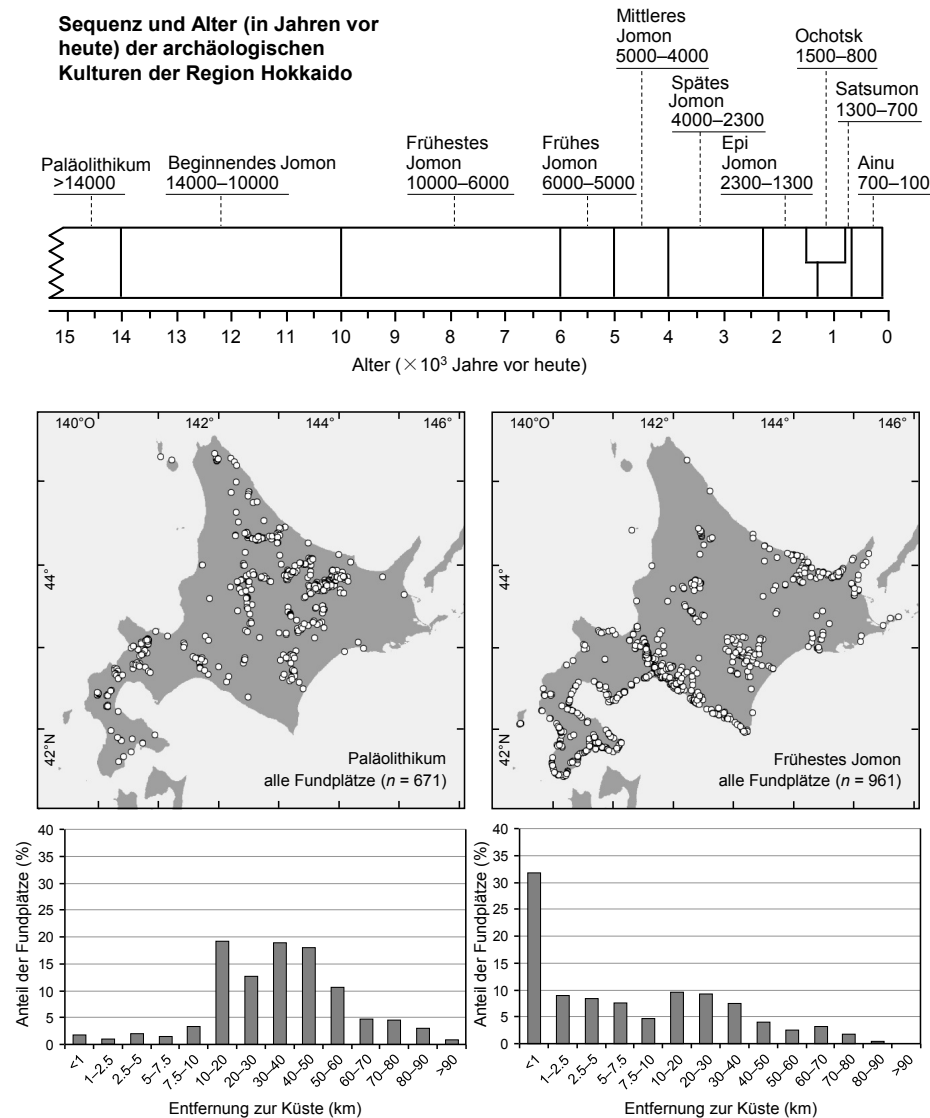 Sequenz und Alter (in Jahren vor
heute) der archäologischen
Kulturen der Region Hokkaido
Paläolithikum
>14000
Beginnendes Jomon
14000–10000
Frühestes
Jomon
10000–6000
Frühes
Jomon
6000–5000
Mittleres
Jomon
5000–4000
Spätes
Jomon
4000–2300
Epi
Jomon
2300–1300
Ochotsk
1500–800
Satsumon
1300–700
Ainu
700–100
15 14 13 12 11 10 9 8 7 6 5 4 3 2 1 0
Alter (×10³ Jahre vor heute)
140°O 142° 144° 146°
44°
42°N
Paläolithikum
alle Fundplätze (n = 671)
140°O 142° 144° 146°
44°
42°N
Frühestes Jomon
alle Fundplätze (n = 961)
Anteil der Fundplätze (%)
40
35
30
25
20
15
10
5
0
<1 1–2.5 2.5–5 5–7.5 7.5–10 10–20 20–30 30–40 40–50 50–60 60–70 70–80 80–90 >90
Entfernung zur Küste (km)
Anteil der Fundplätze (%)
40
35
30
25
20
15
10
5
0
<1 1–2.5 2.5–5 5–7.5 7.5–10 10–20 20–30 30–40 40–50 50–60 60–70 70–80 80–90 >90
Entfernung zur Küste (km)